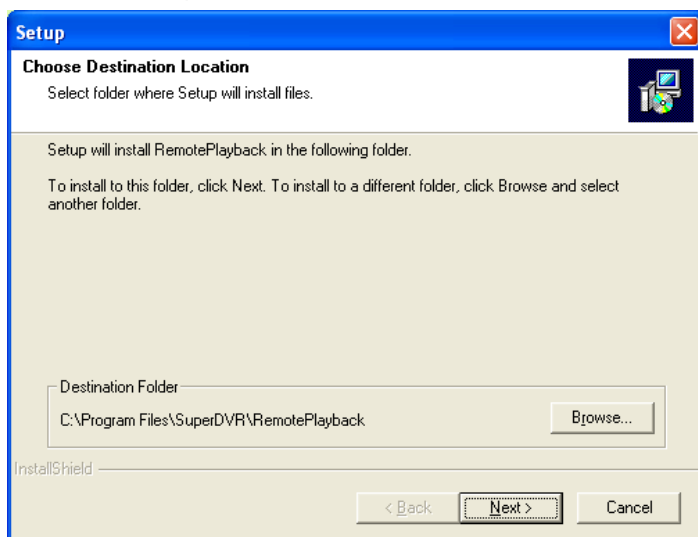 Setup
Choose Destination Location
Select folder where Setup will install files.
Setup will install RemotePlayback in the following folder.
To install to this folder, click Next. To install to a different folder, click Browse and select
another folder.
Destination Folder
C:\Program Files\SuperDVR\RemotePlayback
Browse...
InstallShield
< Back
Next >
Cancel